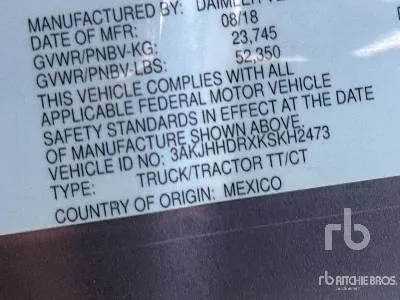 MANUFACTURED BY: DAIMLER
DATE OF MFR: 08/18
GVWR/PNBV-KG: 23,745
GVWR/PNBV-LBS: 52,350
THIS VEHICLE COMPLIES WITH ALL
APPLICABLE FEDERAL MOTOR VEHICLE
SAFETY STANDARDS IN EFFECT AT THE DATE
OF MANUFACTURE SHOWN ABOVE.
VEHICLE ID NO: 3AKJHHDRXKSKH2473
TYPE: TRUCK/TRACTOR TT/CT
COUNTRY OF ORIGIN: MEXICO
rb
rb RITCHIE BROS.